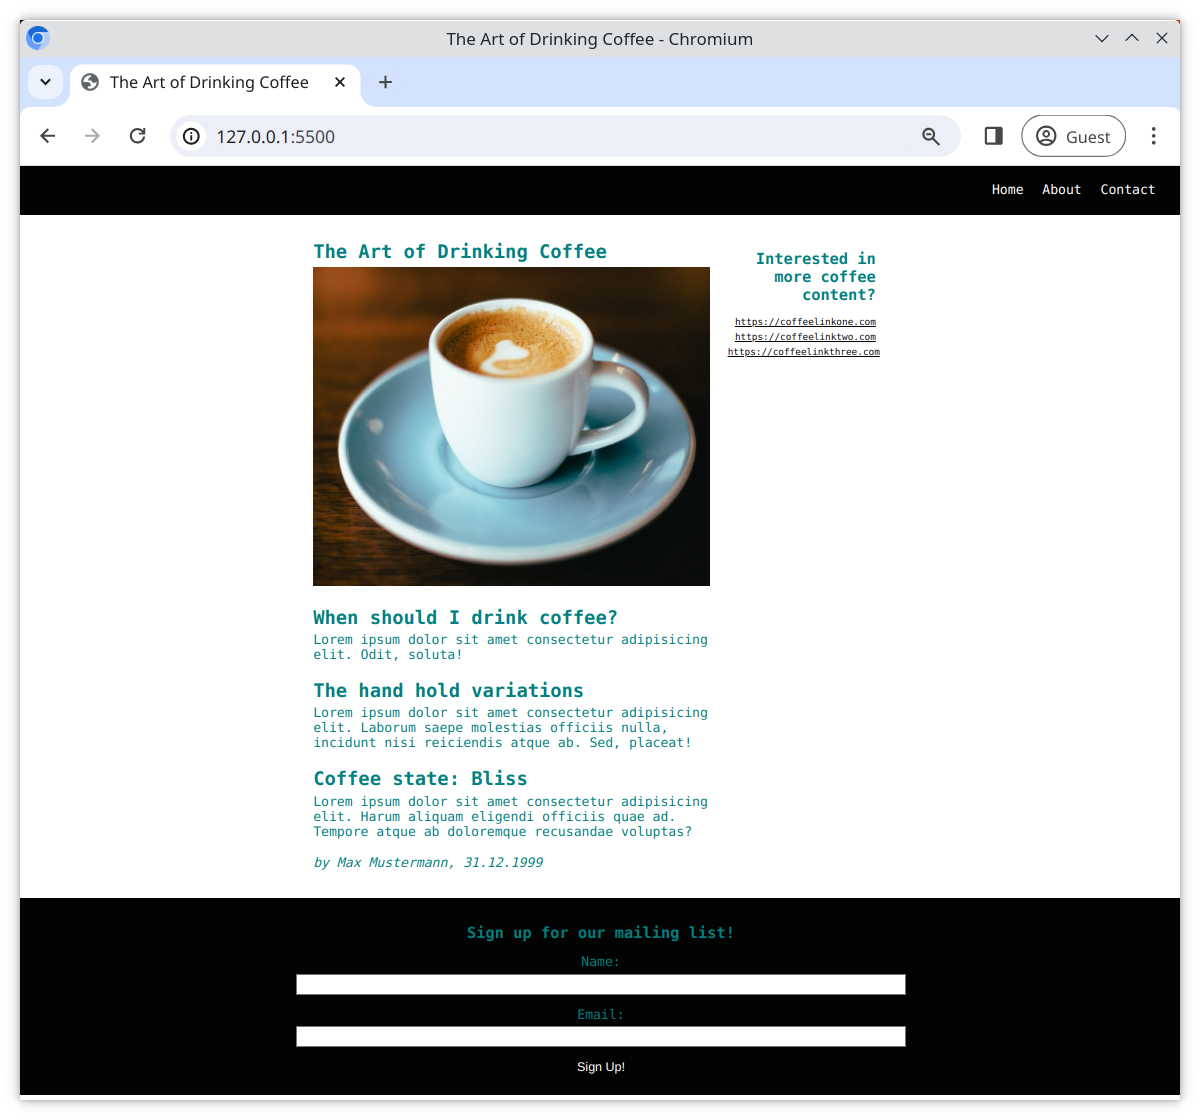 The Art of Drinking Coffee - Chromium
The Art of Drinking Coffee
127.0.0.1:5500
Guest
Home About Contact
The Art of Drinking Coffee
Interested in
more coffee
content?
https://coffeelinkone.com
https://coffeelinktwo.com
https://coffeelinkthree.com
When should I drink coffee?
Lorem ipsum dolor sit amet consectetur adipisicing
elit. Odit, soluta!
The hand hold variations
Lorem ipsum dolor sit amet consectetur adipisicing
elit. Laborum saepe molestias officiis nulla,
incidunt nisi reiciendis atque ab. Sed, placeat!
Coffee state: Bliss
Lorem ipsum dolor sit amet consectetur adipisicing
elit. Harum aliquam eligendi officiis quae ad.
Tempore atque ab doloremque recusandae voluptas?
by Max Mustermann, 31.12.1999
Sign up for our mailing list!
Name:
Email:
Sign Up!